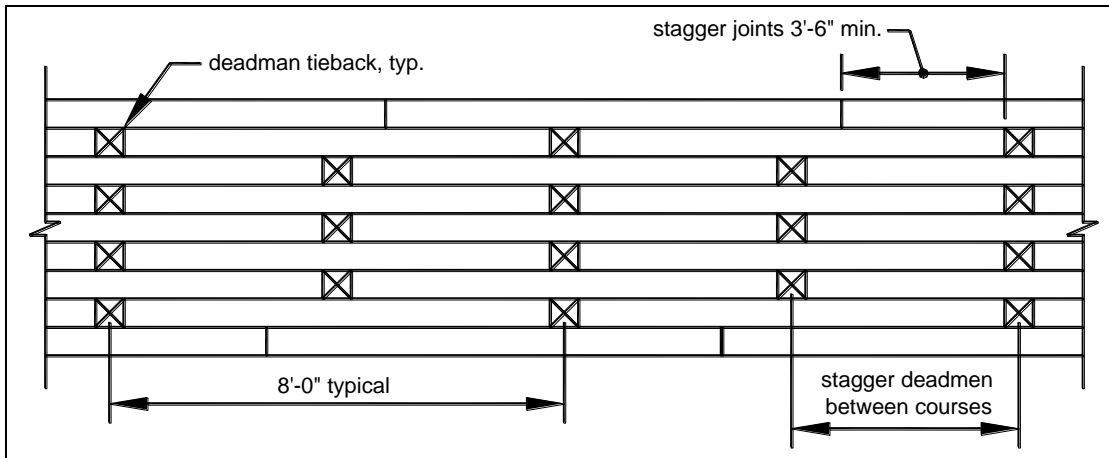 stagger joints 3'-6" min.
deadman tieback, typ.
8'-0" typical
stagger deadmen
between courses